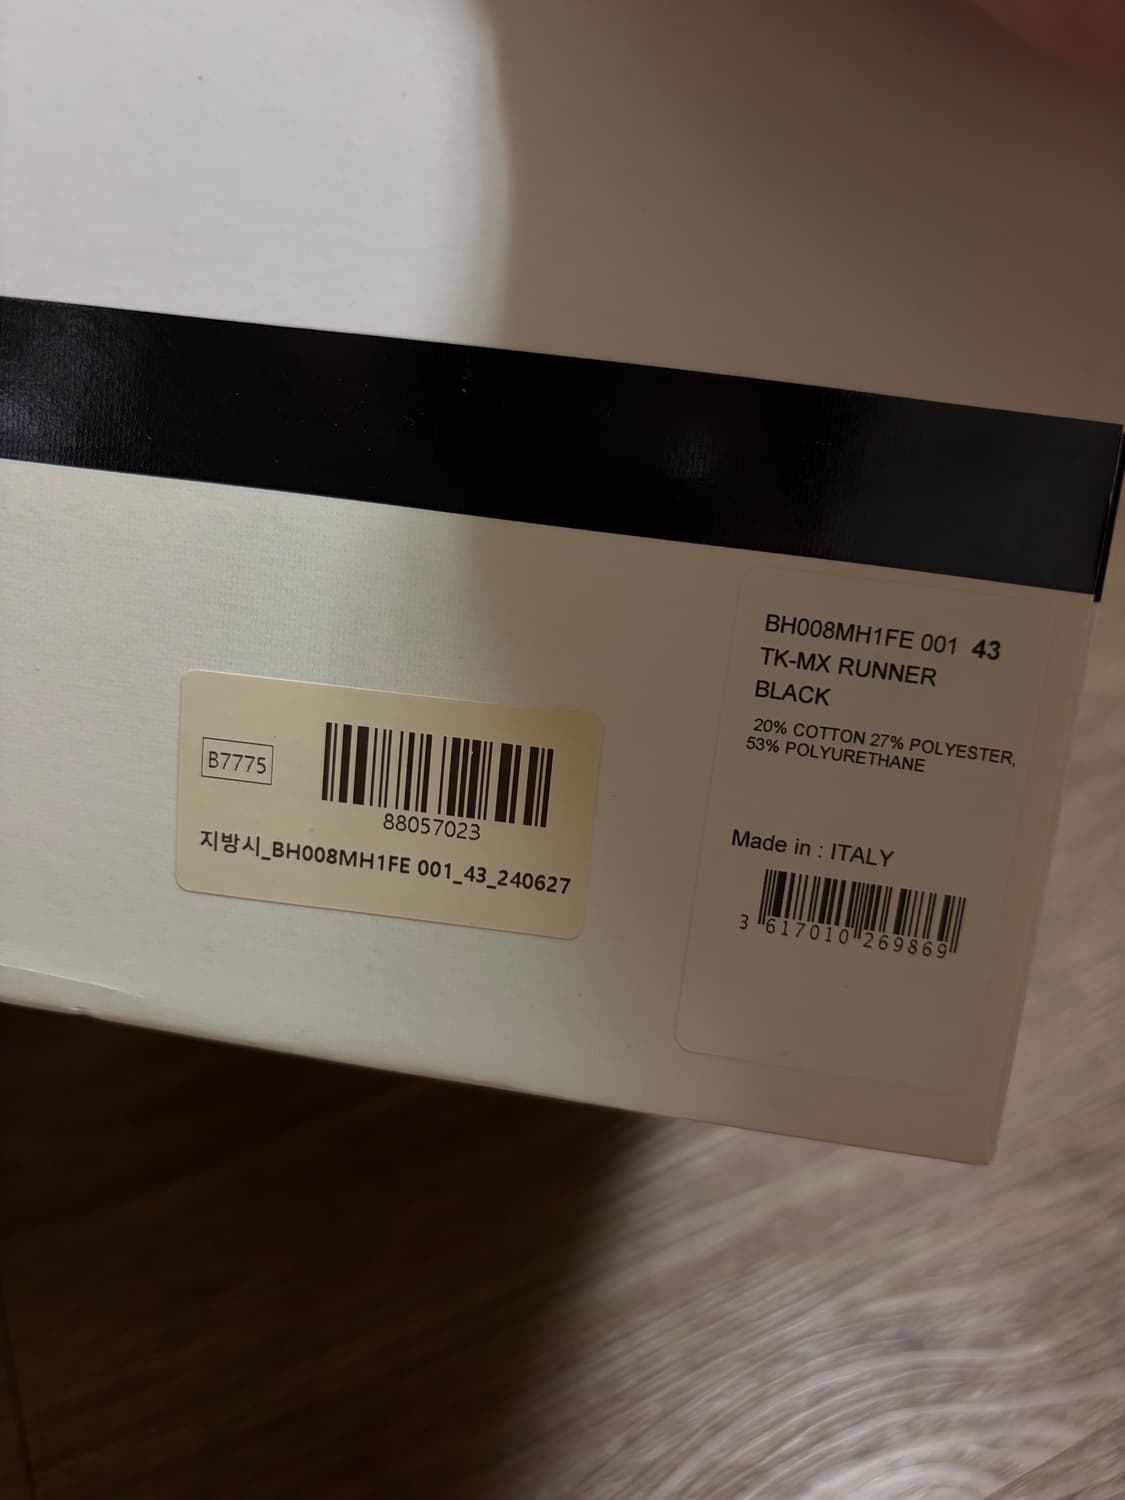 BH008MH1FE 001 43
TK-MX RUNNER
BLACK
20% COTTON 27% POLYESTER,
53% POLYURETHANE
Made in : ITALY
3 617010 269869
B7775
88057023
지방시_BH008MH1FE 001_43_240627